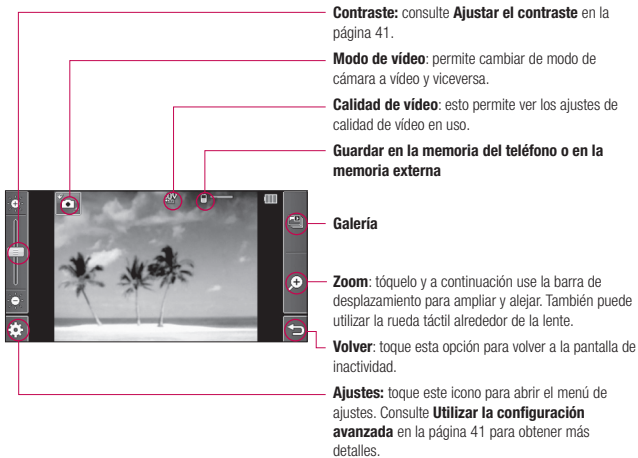 Contraste: consulte Ajustar el contraste en la
página 41.
Modo de vídeo: permite cambiar de modo de
cámara a vídeo y viceversa.
Calidad de vídeo: esto permite ver los ajustes de
calidad de vídeo en uso.
Guardar en la memoria del teléfono o en la
memoria externa
Galería
Zoom: tóquelo y a continuación use la barra de
desplazamiento para ampliar y alejar. También puede
utilizar la rueda táctil alrededor de la lente.
Volver: toque esta opción para volver a la pantalla de
inactividad.
Ajustes: toque este icono para abrir el menú de
ajustes. Consulte Utilizar la configuración
avanzada en la página 41 para obtener más
detalles.